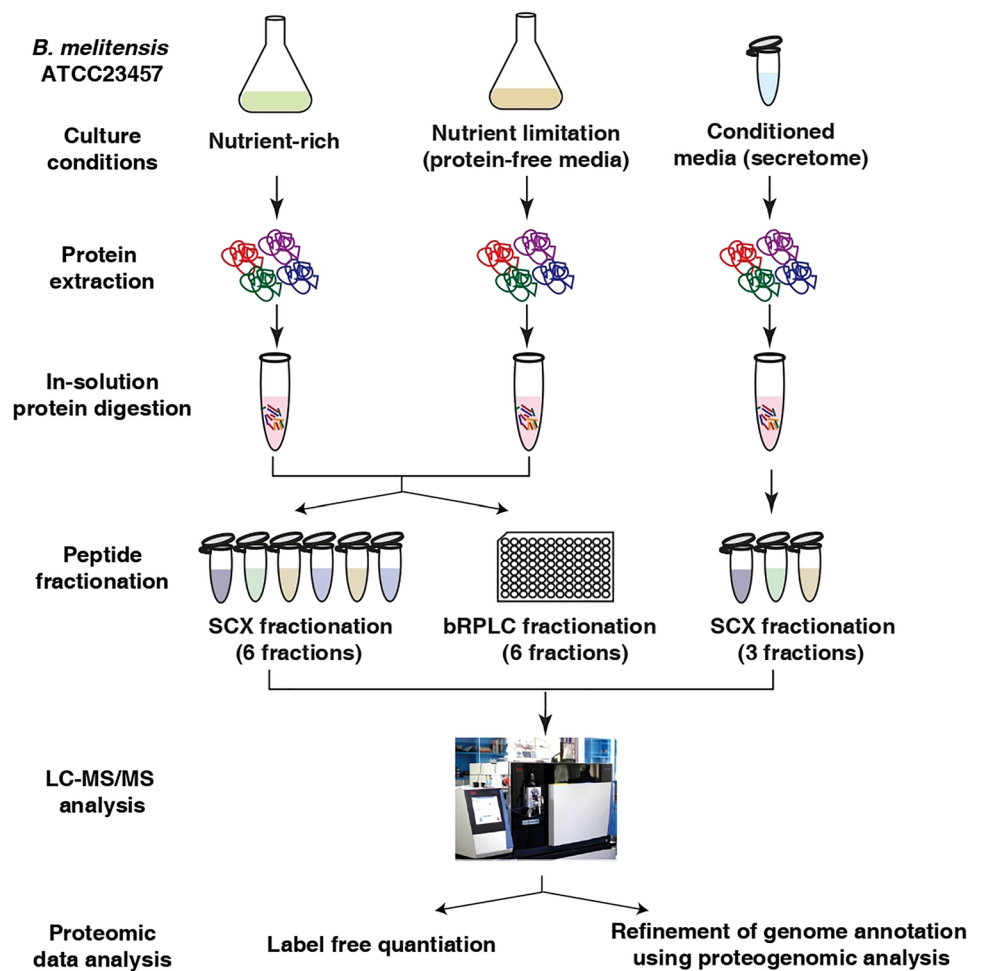 B. melitensis
ATCC23457
Culture
conditions
Nutrient-rich
Nutrient limitation
(protein-free media)
Conditioned
media (secretome)
Protein
extraction
In-solution
protein digestion
Peptide
fractionation
SCX fractionation
(6 fractions)
bRPLC fractionation
(6 fractions)
SCX fractionation
(3 fractions)
LC-MS/MS
analysis
Proteomic
data analysis
Label free quantiation
Refinement of genome annotation
using proteogenomic analysis